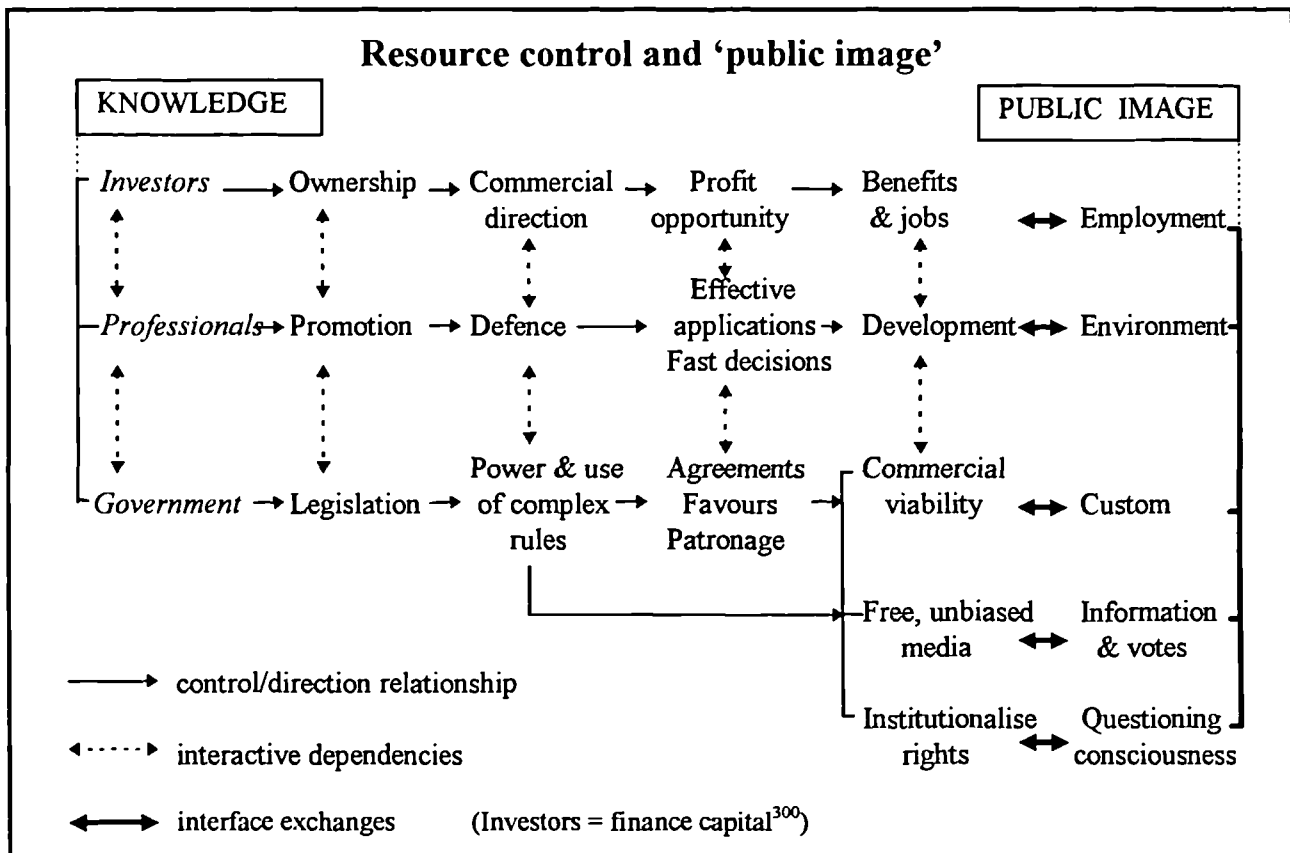 Resource control and ‘public image’
KNOWLEDGE
PUBLIC IMAGE
Investors
Ownership
Commercial
direction
Profit
opportunity
Benefits
& jobs
Employment
Professionals
Promotion
Defence
Effective
applications
Fast decisions
Development
Environment
Government
Legislation
Power & use
of complex
rules
Agreements
Favours
Patronage
Commercial
viability
Custom
Free, unbiased
media
Information
& votes
Institutionalise
rights
Questioning
consciousness
control/direction relationship
interactive dependencies
interface exchanges (Investors = finance capital300)